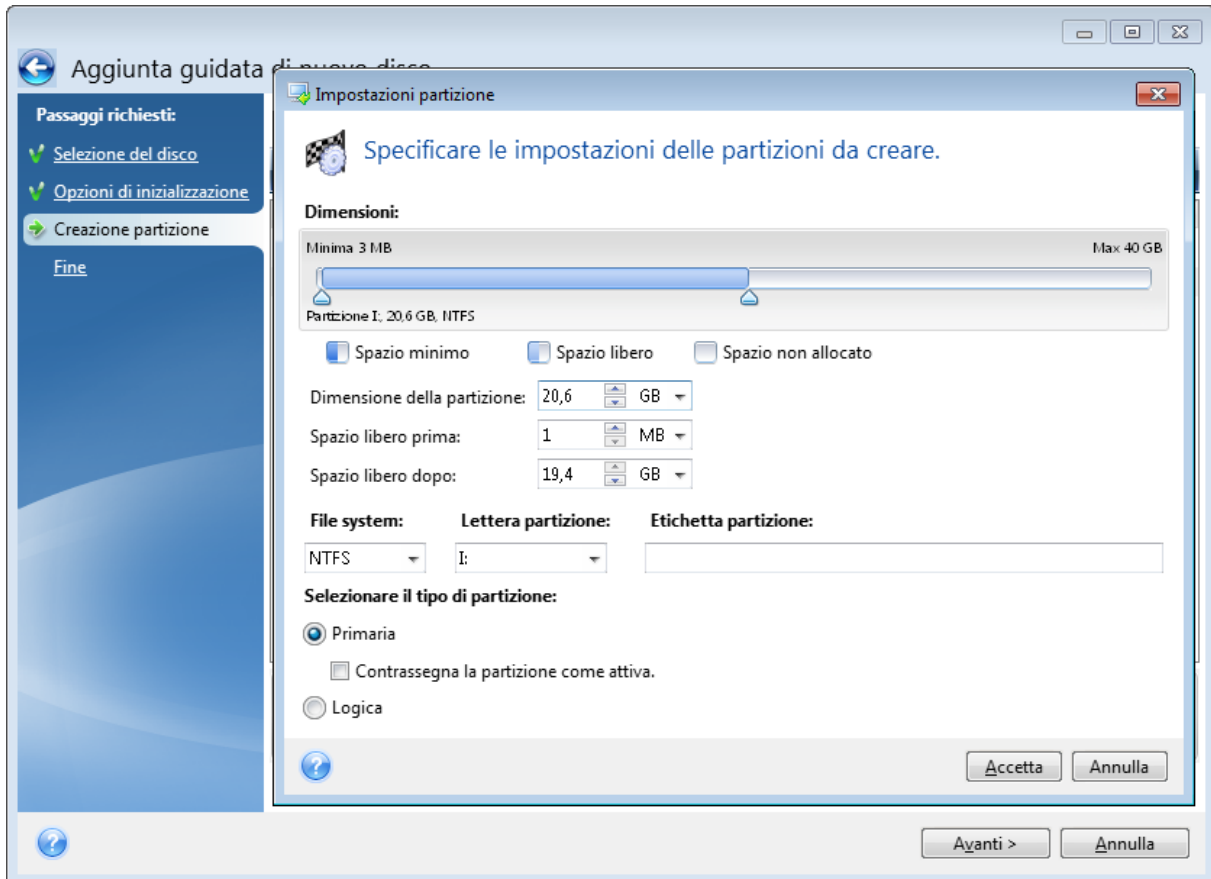 Aggiunta guidata di nuovo disco
Passaggi richiesti:
Selezione del disco
Opzioni di inizializzazione
Creazione partizione
Fine
Impostazioni partizione
Specificare le impostazioni delle partizioni da creare.
Dimensioni:
Minima 3 MB Max 40 GB
Partizione I:, 20,6 GB, NTFS
Spazio minimo Spazio libero Spazio non allocato
Dimensione della partizione: 20,6 GB
Spazio libero prima: 1 MB
Spazio libero dopo: 19,4 GB
File system: Lettera partizione: Etichetta partizione:
NTFS I:
Selezionare il tipo di partizione:
Primaria
Contrassegna la partizione come attiva.
Logica
Accetta Annulla
Avanti > Annulla